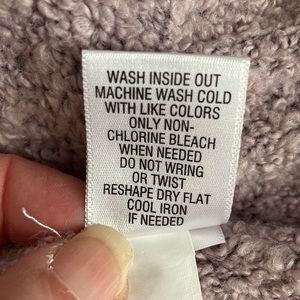 WASH INSIDE OUT
MACHINE WASH COLD
WITH LIKE COLORS
ONLY NON-
CHLORINE BLEACH
WHEN NEEDED
DO NOT WRING
OR TWIST
RESHAPE DRY FLAT
COOL IRON
IF NEEDED